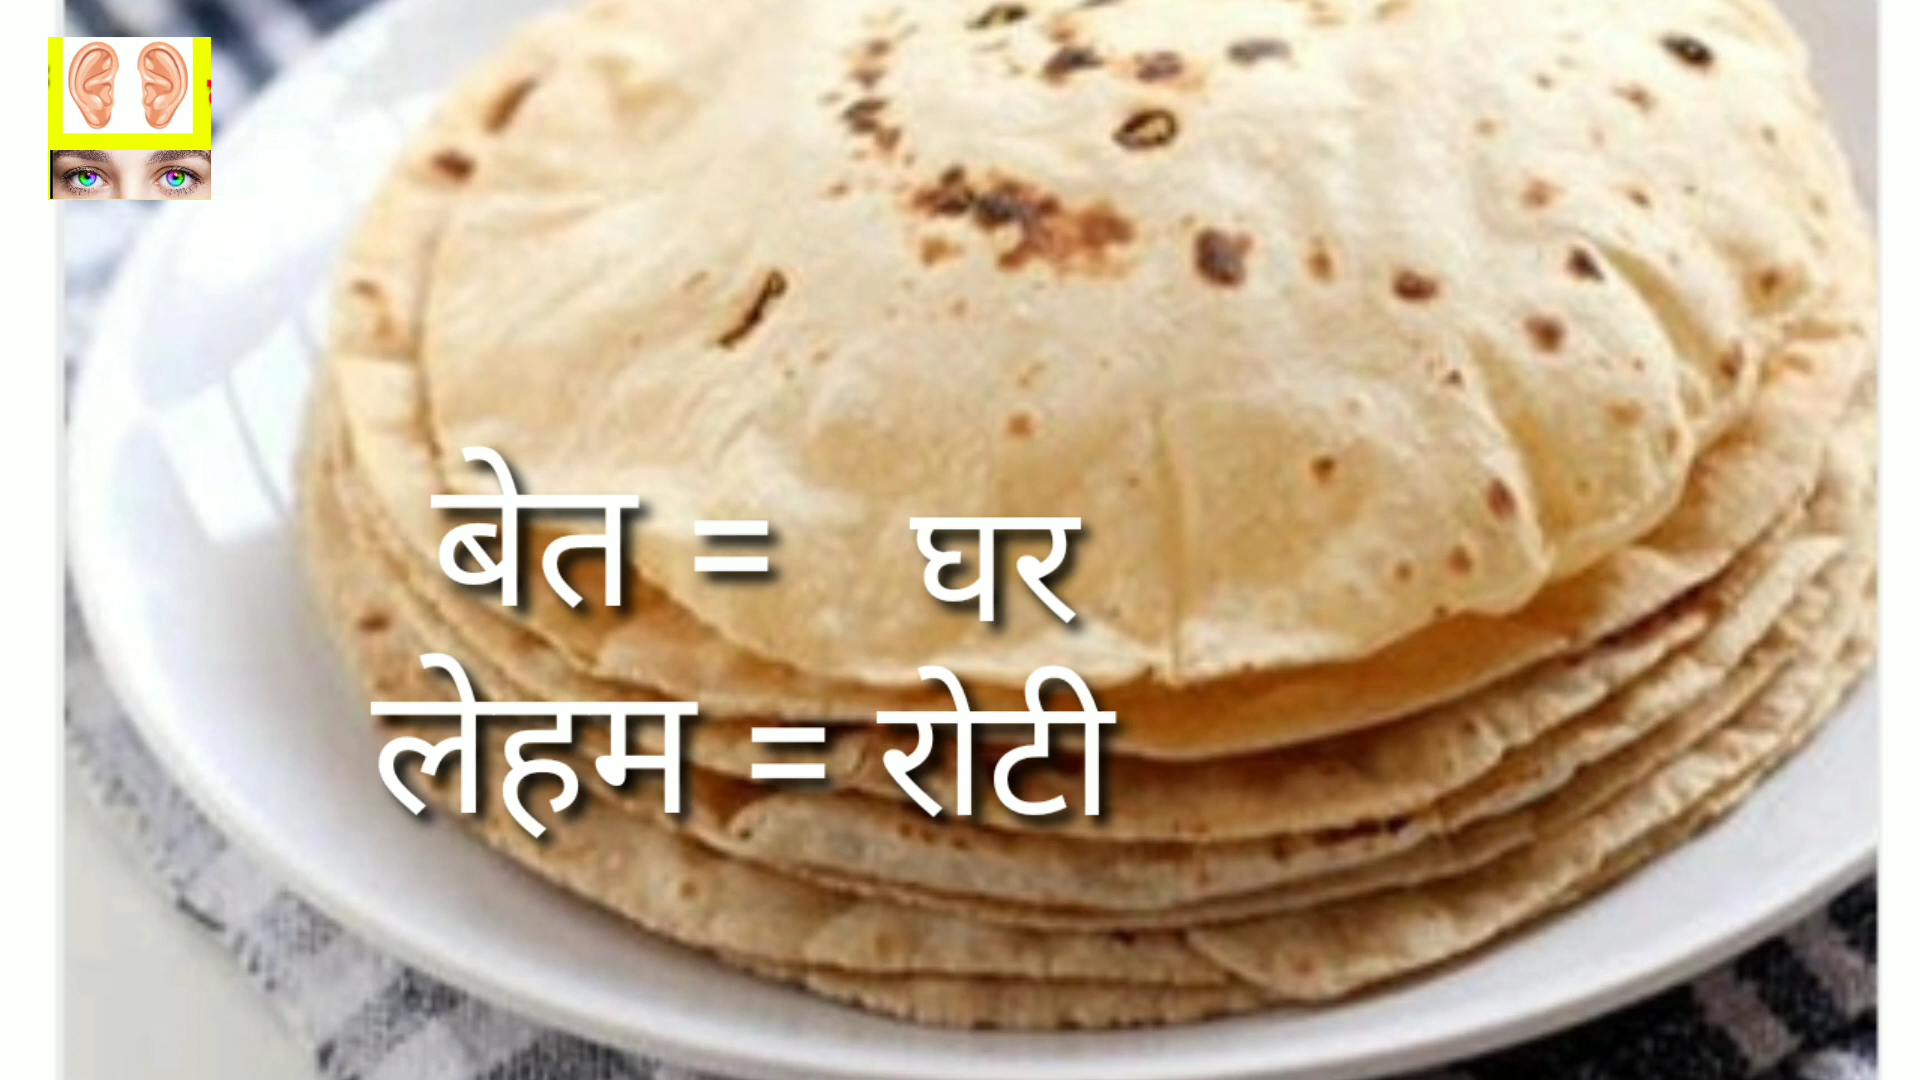 बेत = घर
लेहम = रोटी